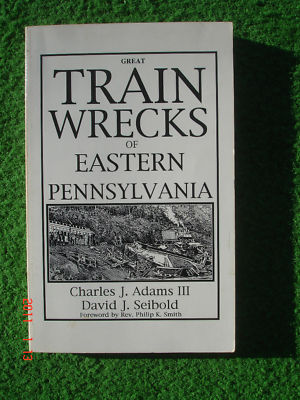 GREAT
TRAIN
WRECKS
OF
EASTERN
PENNSYLVANIA
Charles J. Adams III
David J. Seibold
Foreword by Rev. Philip K. Smith